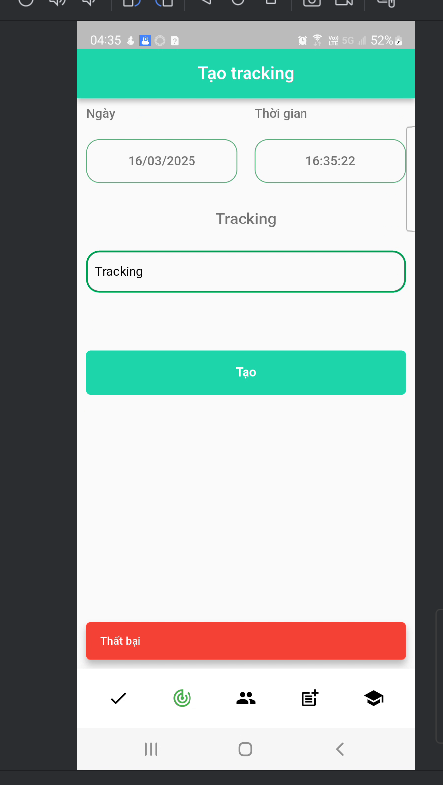 04:35 5G 52%
Tạo tracking
Ngày Thời gian
16/03/2025 16:35:22
Tracking
Tracking
Tạo
Thất bại